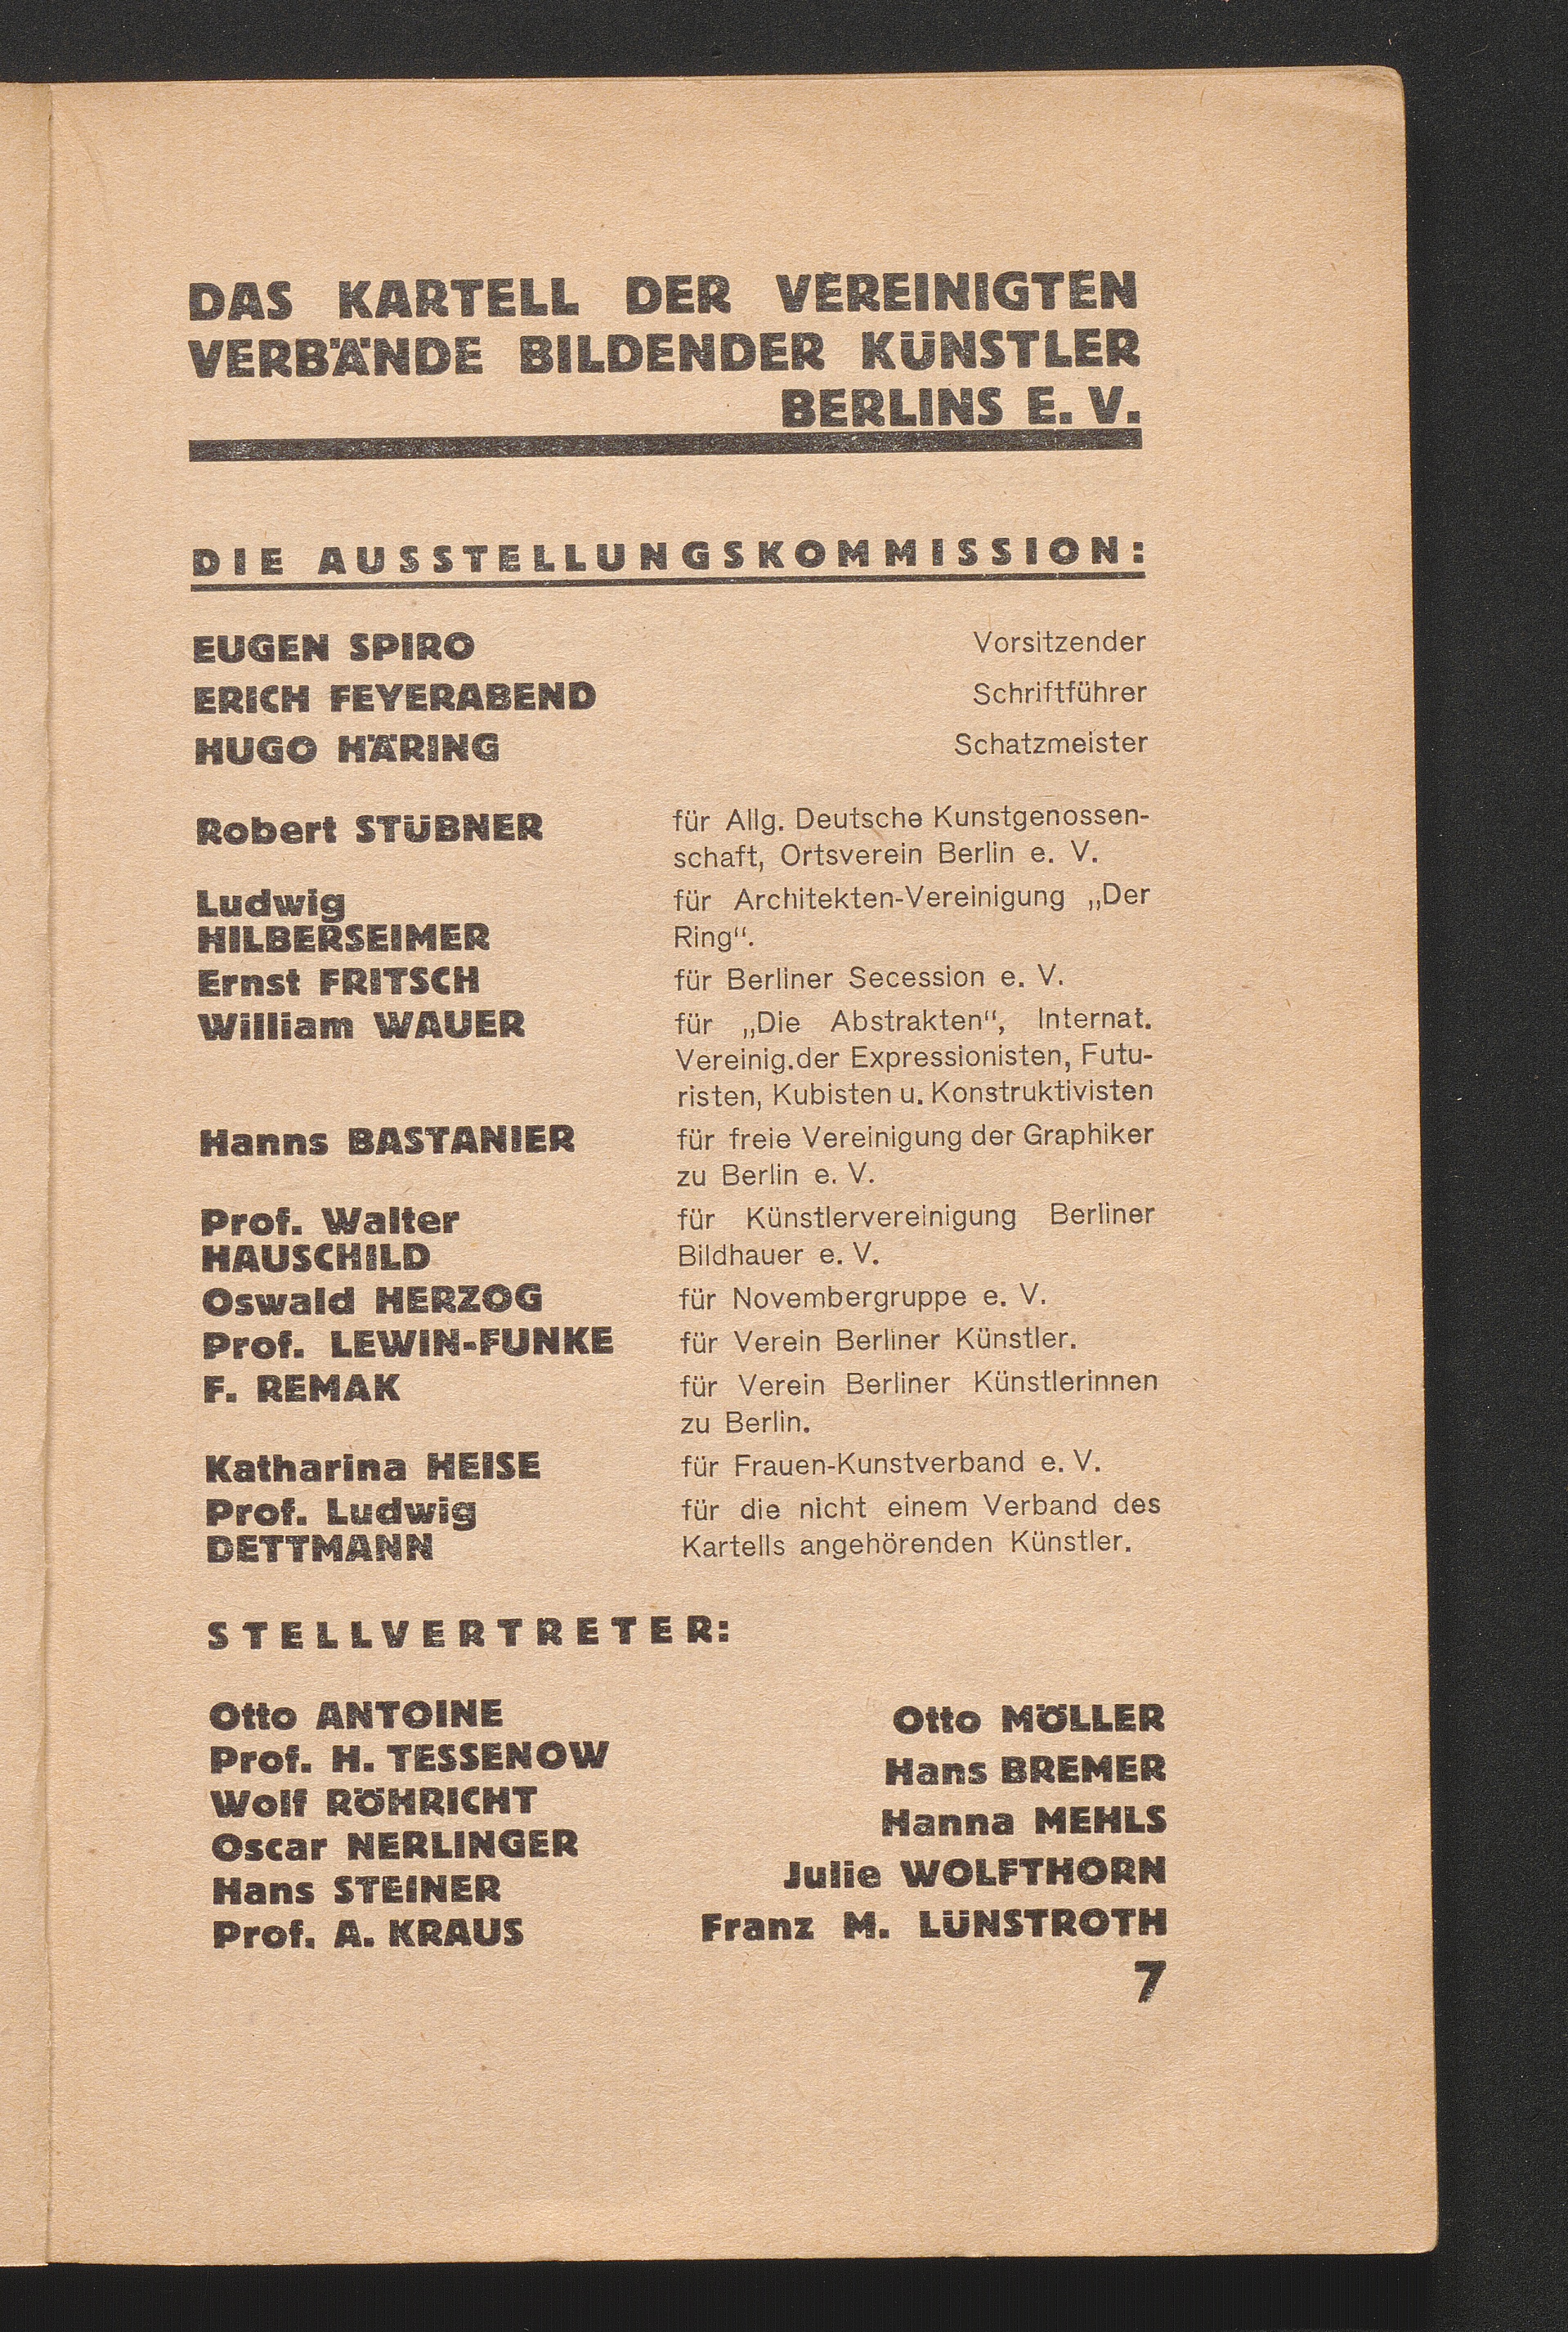 DAS KARTELL DER VEREINIGTEN
VERBÄNDE BILDENDER KÜNSTLER
BERLINS E. V.
DIE AUSSTELLUNGSKOMMISSION:
EUGEN SPIRO Vorsitzender
ERICH FEYERABEND Schriftführer
HUGO HÄRING Schatzmeister
Robert STÜBNER für Allg. Deutsche Kunstgenossen-
schaft, Ortsverein Berlin e. V.
Ludwig für Architekten-Vereinigung „Der
HILBERSEIMER Ring“.
Ernst FRITSCH für Berliner Secession e. V.
William WAUER für „Die Abstrakten“, Internat.
Vereinig.der Expressionisten, Futu-
risten, Kubisten u. Konstruktivisten
Hanns BASTANIER für freie Vereinigung der Graphiker
zu Berlin e. V.
Prof. Walter für Künstlervereinigung Berliner
HAUSCHILD Bildhauer e. V.
Oswald HERZOG für Novembergruppe e. V.
Prof. LEWIN-FUNKE für Verein Berliner Künstler.
F. REMAK für Verein Berliner Künstlerinnen
zu Berlin.
Katharina HEISE für Frauen-Kunstverband e. V.
Prof. Ludwig für die nicht einem Verband des
DETTMANN Kartells angehörenden Künstler.
STELLVERTRETER:
Otto ANTOINE
Prof. H. TESSENOW
Wolf RÖHRICHT
Oscar NERLINGER
Hans STEINER
Prof. A. KRAUS
Otto MÖLLER
Hans BREMER
Hanna MEHLS
Julie WOLFTHORN
Franz M. LÜNSTROTH
7